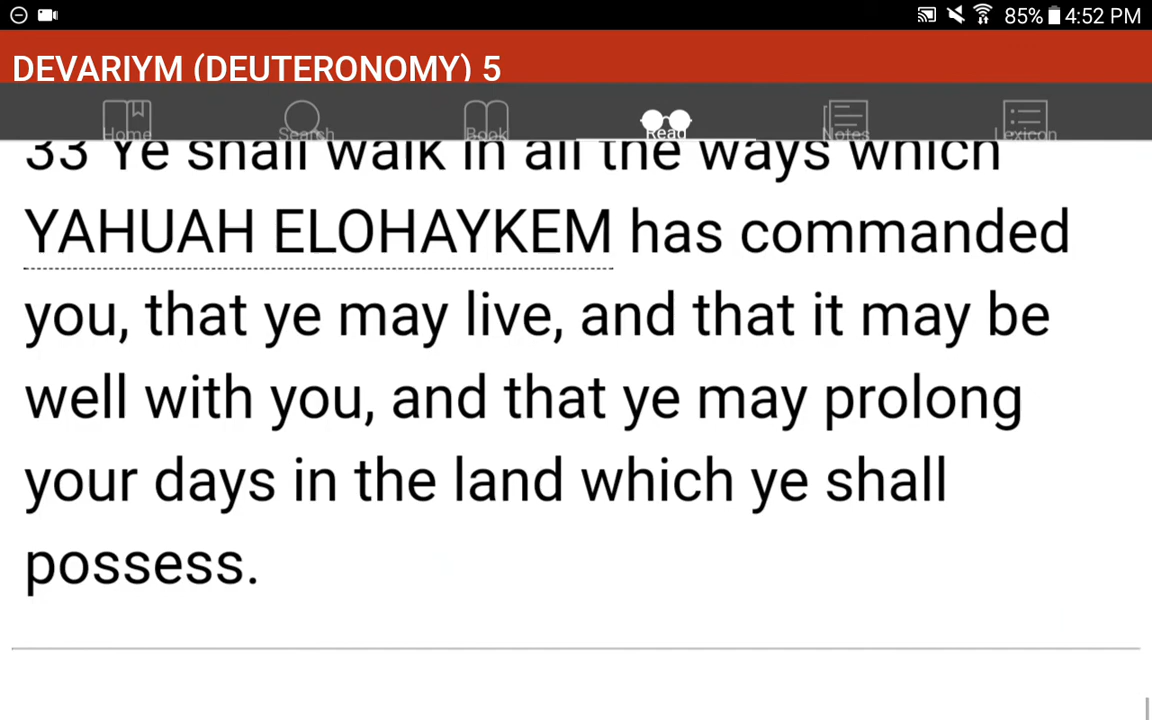 85% 4:52 PM
DEVARIYM (DEUTERONOMY) 5
Home Search Book Read Notes Lexicon
33 Ye shall walk in all the ways which
YAHUAH ELOHAYKEM has commanded
you, that ye may live, and that it may be
well with you, and that ye may prolong
your days in the land which ye shall
possess.